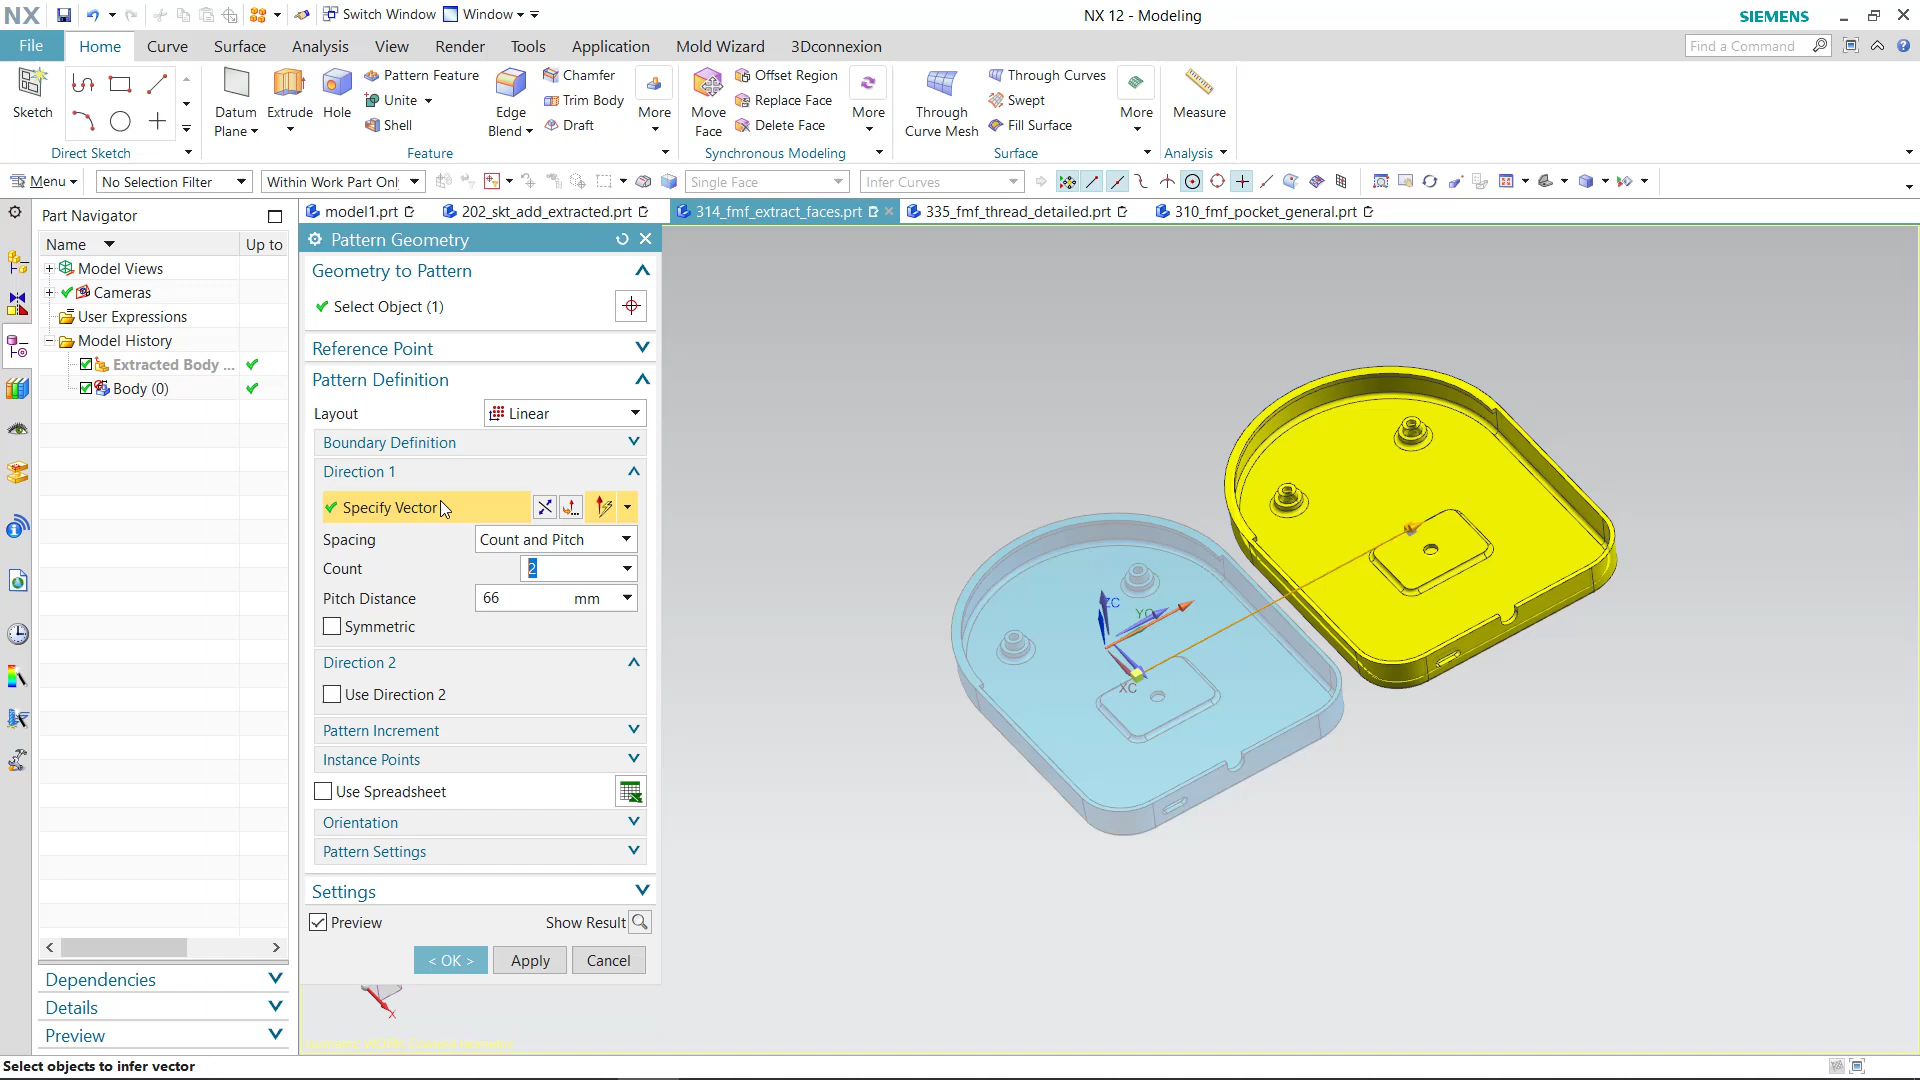 NX
Switch Window
Window
NX 12 - Modeling
SIEMENS
File
Home
Curve
Surface
Analysis
View
Render
Tools
Application
Mold Wizard
3Dconnexion
Find a Command
Sketch
Direct Sketch
Datum
Plane
Extrude
Hole
Pattern Feature
Unite
Shell
Edge
Blend
Chamfer
Trim Body
Draft
More
Feature
Move
Face
Offset Region
Replace Face
Delete Face
More
Synchronous Modeling
Through
Curve Mesh
Through Curves
Swept
Fill Surface
More
Surface
Measure
Analysis
Menu
No Selection Filter
Within Work Part Onl
Single Face
Infer Curves
Part Navigator
model1.prt
202_skt_add_extracted.prt
314_fmf_extract_faces.prt
335_fmf_thread_detailed.prt
310_fmf_pocket_general.prt
Name
Up to
Model Views
Cameras
User Expressions
Model History
Extracted Body ...
Body (0)
Dependencies
Details
Preview
Pattern Geometry
Geometry to Pattern
Select Object (1)
Reference Point
Pattern Definition
Layout
Linear
Boundary Definition
Direction 1
Specify Vector
Spacing
Count and Pitch
Count
2
Pitch Distance
66
mm
Symmetric
Direction 2
Use Direction 2
Pattern Increment
Instance Points
Use Spreadsheet
Orientation
Pattern Settings
Settings
Preview
Show Result
< OK >
Apply
Cancel
ZC
YC
XC
X
Select objects to infer vector